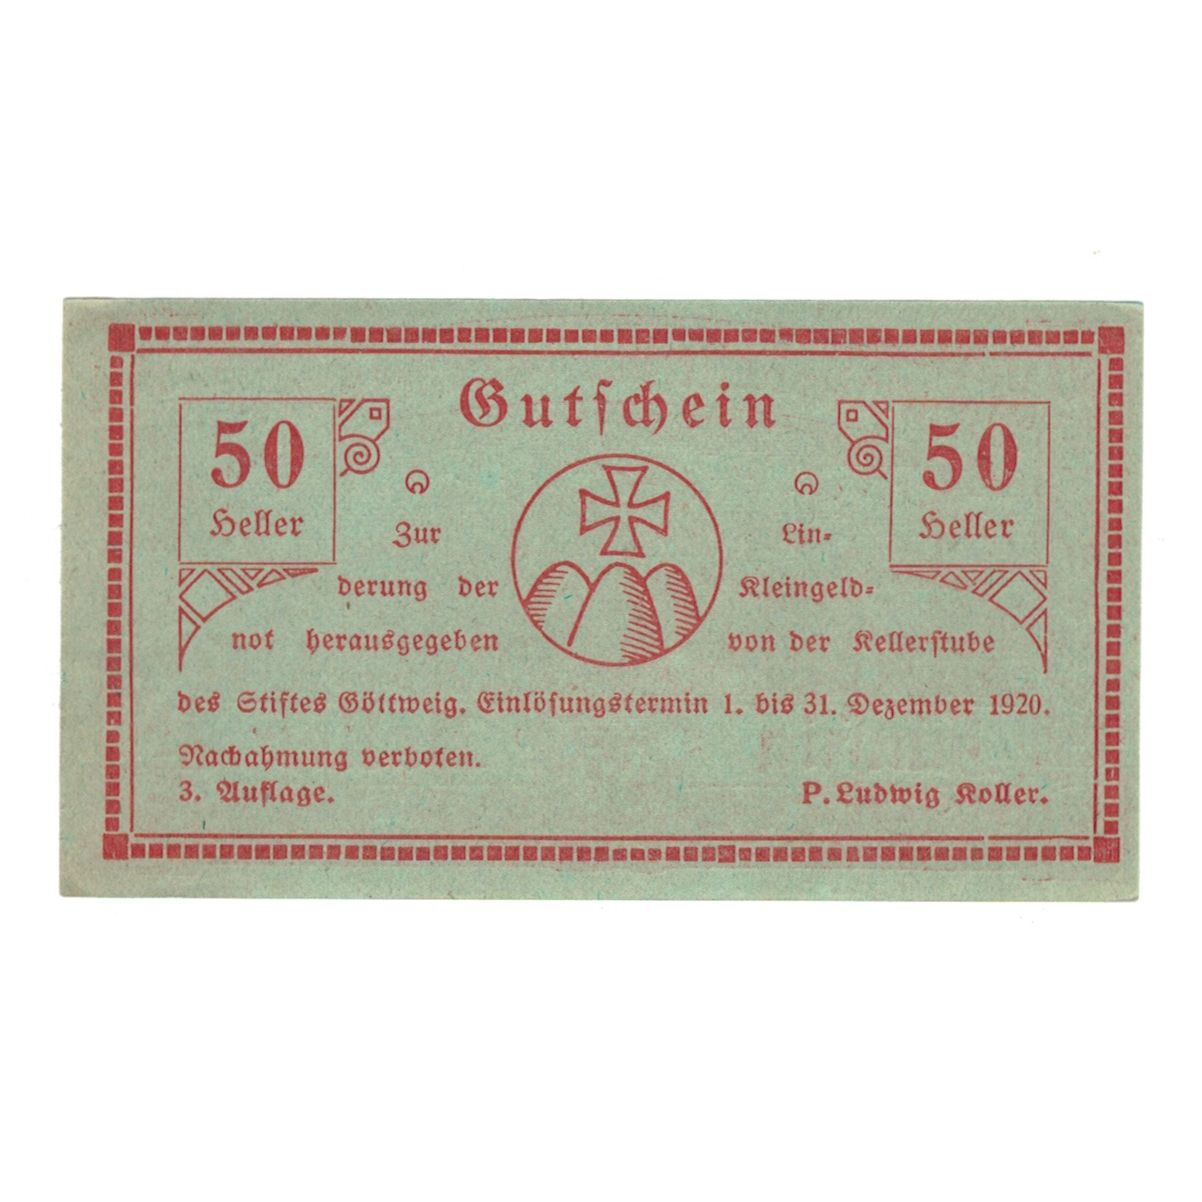 Gutschein
50 50
Heller Heller
Zur Lin-
derung der Kleingeld-
not herausgegeben von der Kellerstube
des Stiftes Göttweig. Einlösungstermin 1. bis 31. Dezember 1920.
Nachahmung verboten.
3. Auflage. P. Ludwig Koller.